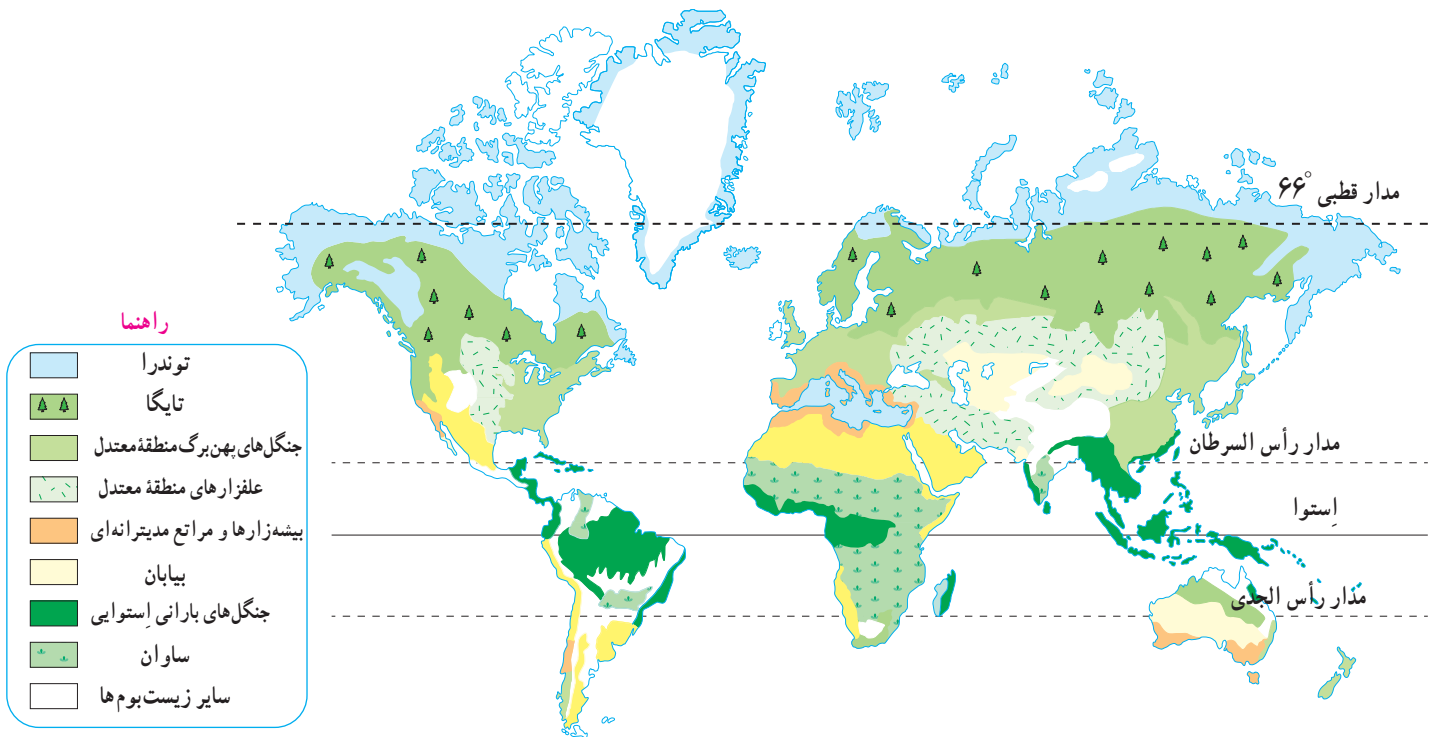 مدار قطبی ۶۶°
مدار رأس السرطان
اِستوا
مدار رأس الجدی
راهنما
توندرا
تایگا
جنگل‌های پهن‌برگ منطقهٔ معتدل
علفزارهای منطقهٔ معتدل
بیشه‌زارها و مراتع مدیترانه‌ای
بیابان
جنگل‌های بارانی اِستوایی
ساوان
سایر زیست‌بوم‌ها